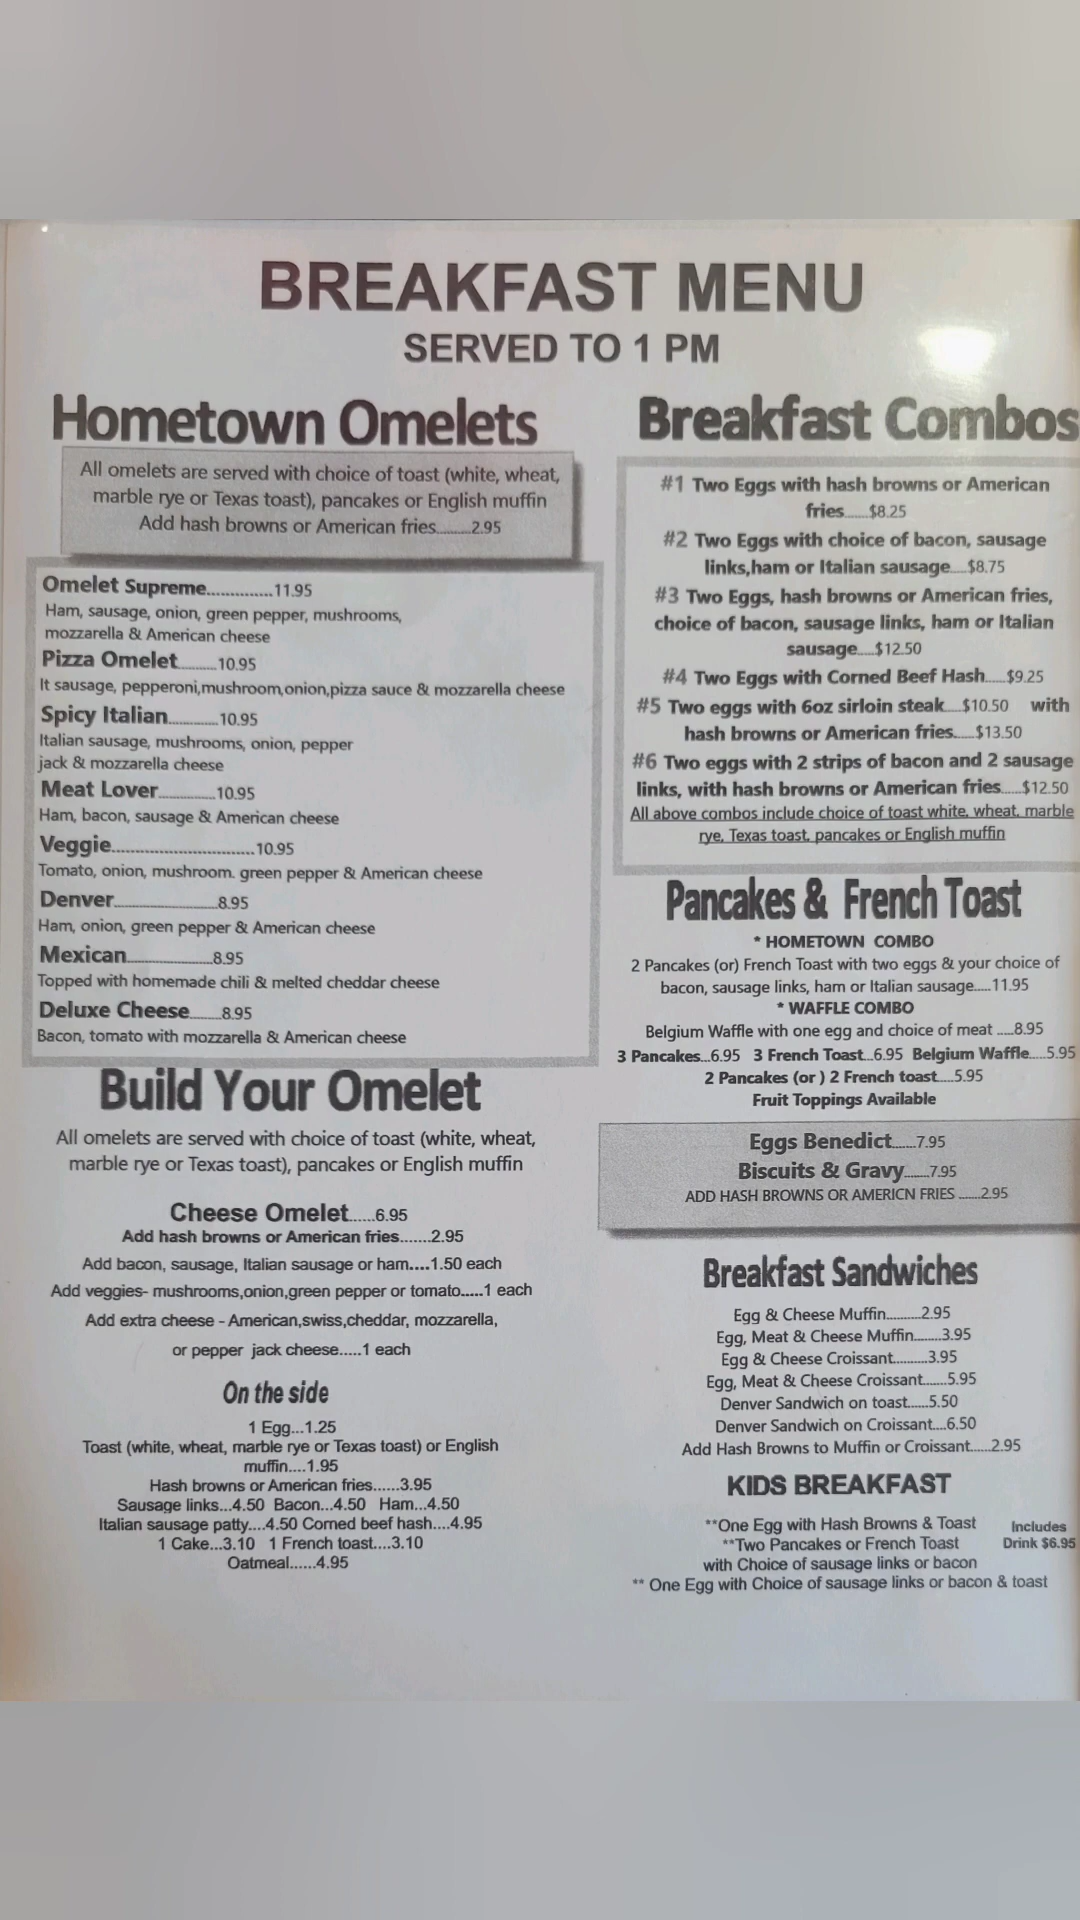 BREAKFAST MENU
SERVED TO 1 PM
Hometown Omelets
All omelets are served with choice of toast (white, wheat,
marble rye or Texas toast), pancakes or English muffin
Add hash browns or American fries.........2.95
Omelet Supreme...............11.95
Ham, sausage, onion, green pepper, mushrooms,
mozzarella & American cheese
Pizza Omelet..........10.95
It sausage, pepperoni,mushroom,onion,pizza sauce & mozzarella cheese
Spicy Italian.............10.95
Italian sausage, mushrooms, onion, pepper
jack & mozzarella cheese
Meat Lover...............10.95
Ham, bacon, sausage & American cheese
Veggie................................10.95
Tomato, onion, mushroom. green pepper & American cheese
Denver...........................8.95
Ham, onion, green pepper & American cheese
Mexican......................8.95
Topped with homemade chili & melted cheddar cheese
Deluxe Cheese........8.95
Bacon, tomato with mozzarella & American cheese
Build Your Omelet
All omelets are served with choice of toast (white, wheat,
marble rye or Texas toast), pancakes or English muffin
Cheese Omelet......6.95
Add hash browns or American fries.......2.95
Add bacon, sausage, Italian sausage or ham....1.50 each
Add veggies- mushrooms,onion,green pepper or tomato.....1 each
Add extra cheese - American,swiss,cheddar, mozzarella,
or pepper jack cheese.....1 each
On the side
1 Egg...1.25
Toast (white, wheat, marble rye or Texas toast) or English
muffin....1.95
Hash browns or American fries......3.95
Sausage links...4.50 Bacon...4.50 Ham...4.50
Italian sausage patty....4.50 Corned beef hash....4.95
1 Cake...3.10 1 French toast....3.10
Oatmeal......4.95
Breakfast Combos
#1 Two Eggs with hash browns or American
fries......$8.25
#2 Two Eggs with choice of bacon, sausage
links,ham or Italian sausage....$8.75
#3 Two Eggs, hash browns or American fries,
choice of bacon, sausage links, ham or Italian
sausage....$12.50
#4 Two Eggs with Corned Beef Hash.....$9.25
#5 Two eggs with 6oz sirloin steak....$10.50 with
hash browns or American fries.....$13.50
#6 Two eggs with 2 strips of bacon and 2 sausage
links, with hash browns or American fries.....$12.50
All above combos include choice of toast white, wheat, marble
rye, Texas toast, pancakes or English muffin
Pancakes & French Toast
* HOMETOWN COMBO
2 Pancakes (or) French Toast with two eggs & your choice of
bacon, sausage links, ham or Italian sausage.....11.95
* WAFFLE COMBO
Belgium Waffle with one egg and choice of meat ....8.95
3 Pancakes...6.95 3 French Toast...6.95 Belgium Waffle....5.95
2 Pancakes (or ) 2 French toast....5.95
Fruit Toppings Available
Eggs Benedict......7.95
Biscuits & Gravy.......7.95
ADD HASH BROWNS OR AMERICN FRIES ......2.95
Breakfast Sandwiches
Egg & Cheese Muffin..........2.95
Egg, Meat & Cheese Muffin........3.95
Egg & Cheese Croissant..........3.95
Egg, Meat & Cheese Croissant.......5.95
Denver Sandwich on toast......5.50
Denver Sandwich on Croissant....6.50
Add Hash Browns to Muffin or Croissant.....2.95
KIDS BREAKFAST
**One Egg with Hash Browns & Toast
**Two Pancakes or French Toast
with Choice of sausage links or bacon
** One Egg with Choice of sausage links or bacon & toast
Includes
Drink $6.95